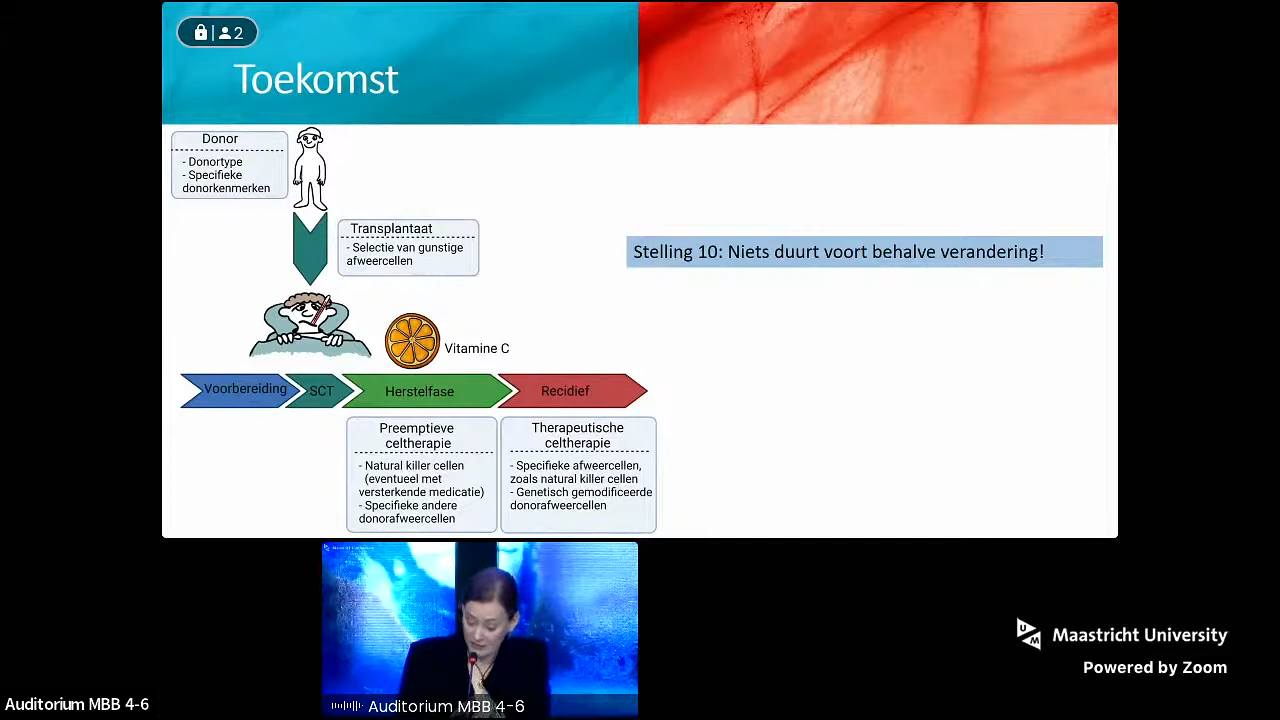 2
Toekomst
Donor
- Donortype
- Specifieke
donorkenmerken
Transplantaat
- Selectie van gunstige
afweercellen
Stelling 10: Niets duurt voort behalve verandering!
Vitamine C
Voorbereiding
SCT
Herstelfase
Recidief
Preemptieve
celtherapie
- Natural killer cellen
(eventueel met
versterkende medicatie)
- Specifieke andere
donorafweercellen
Therapeutische
celtherapie
- Specifieke afweercellen,
zoals natural killer cellen
- Genetisch gemodificeerde
donorafweercellen
Auditorium MBB 4-6
UM
Maastricht University
Powered by Zoom
Auditorium MBB 4-6